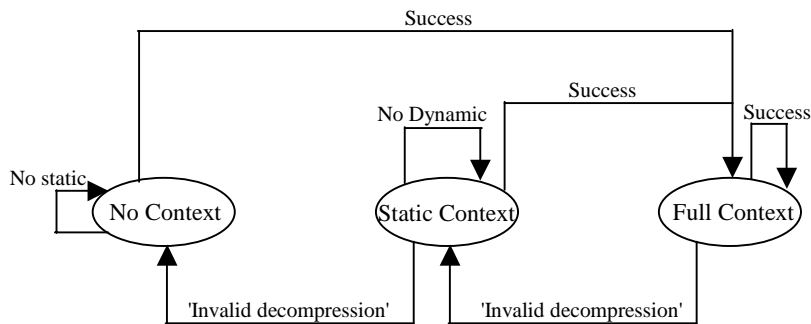 Success
Success
No Dynamic
Success
No static
No Context
Static Context
Full Context
'Invalid decompression'
'Invalid decompression'